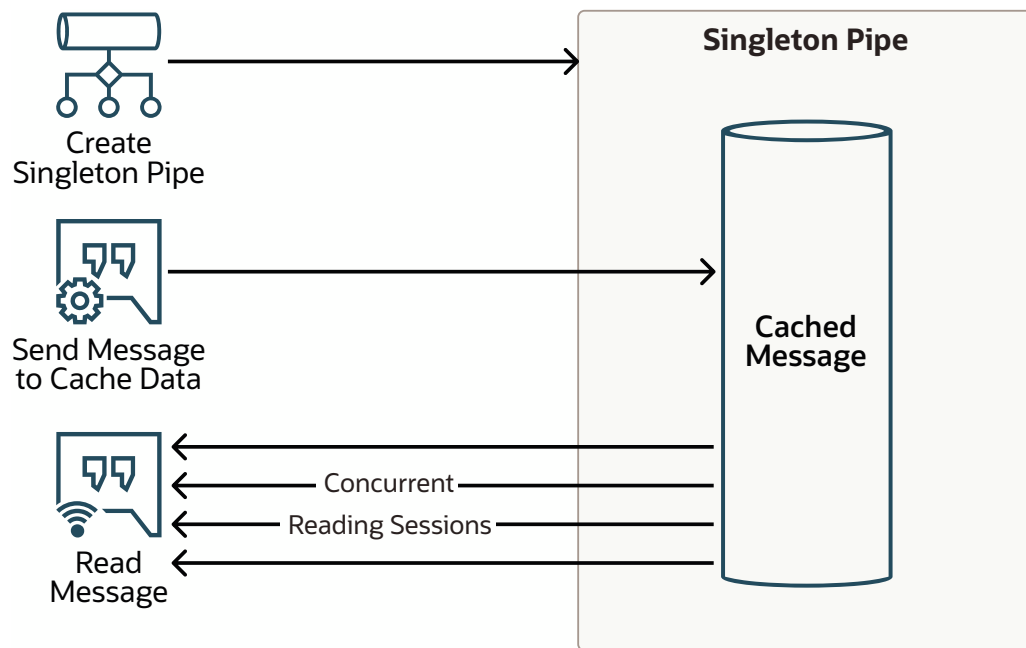 Singleton Pipe
Create
Singleton Pipe
Send Message
to Cache Data
Cached
Message
Concurrent
Reading Sessions
Read
Message